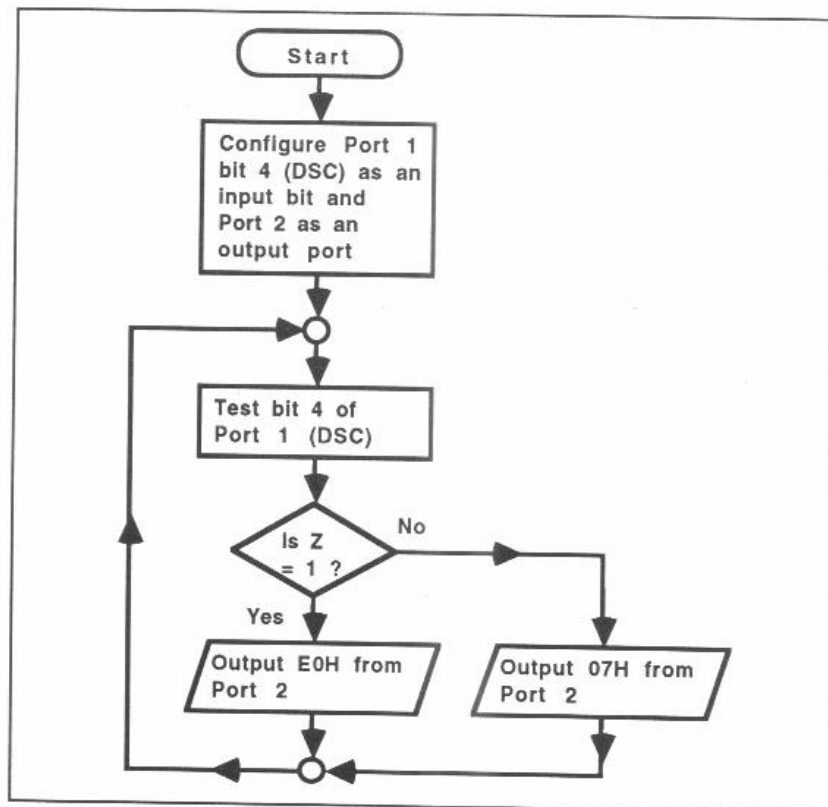 Start
Configure Port 1
bit 4 (DSC) as an
input bit and
Port 2 as an
output port
Test bit 4 of
Port 1 (DSC)
Is Z
= 1 ?
No
Yes
Output E0H from
Port 2
Output 07H from
Port 2